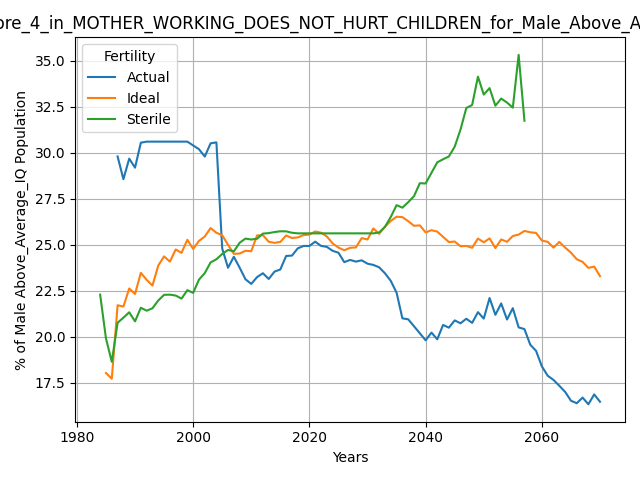 ore_4_in_MOTHER_WORKING_DOES_NOT_HURT_CHILDREN_for_Male_Above_A
Fertility
Actual
Ideal
Sterile
% of Male Above_Average_IQ Population
35.0
32.5
30.0
27.5
25.0
22.5
20.0
17.5
1980
2000
2020
2040
2060
Years